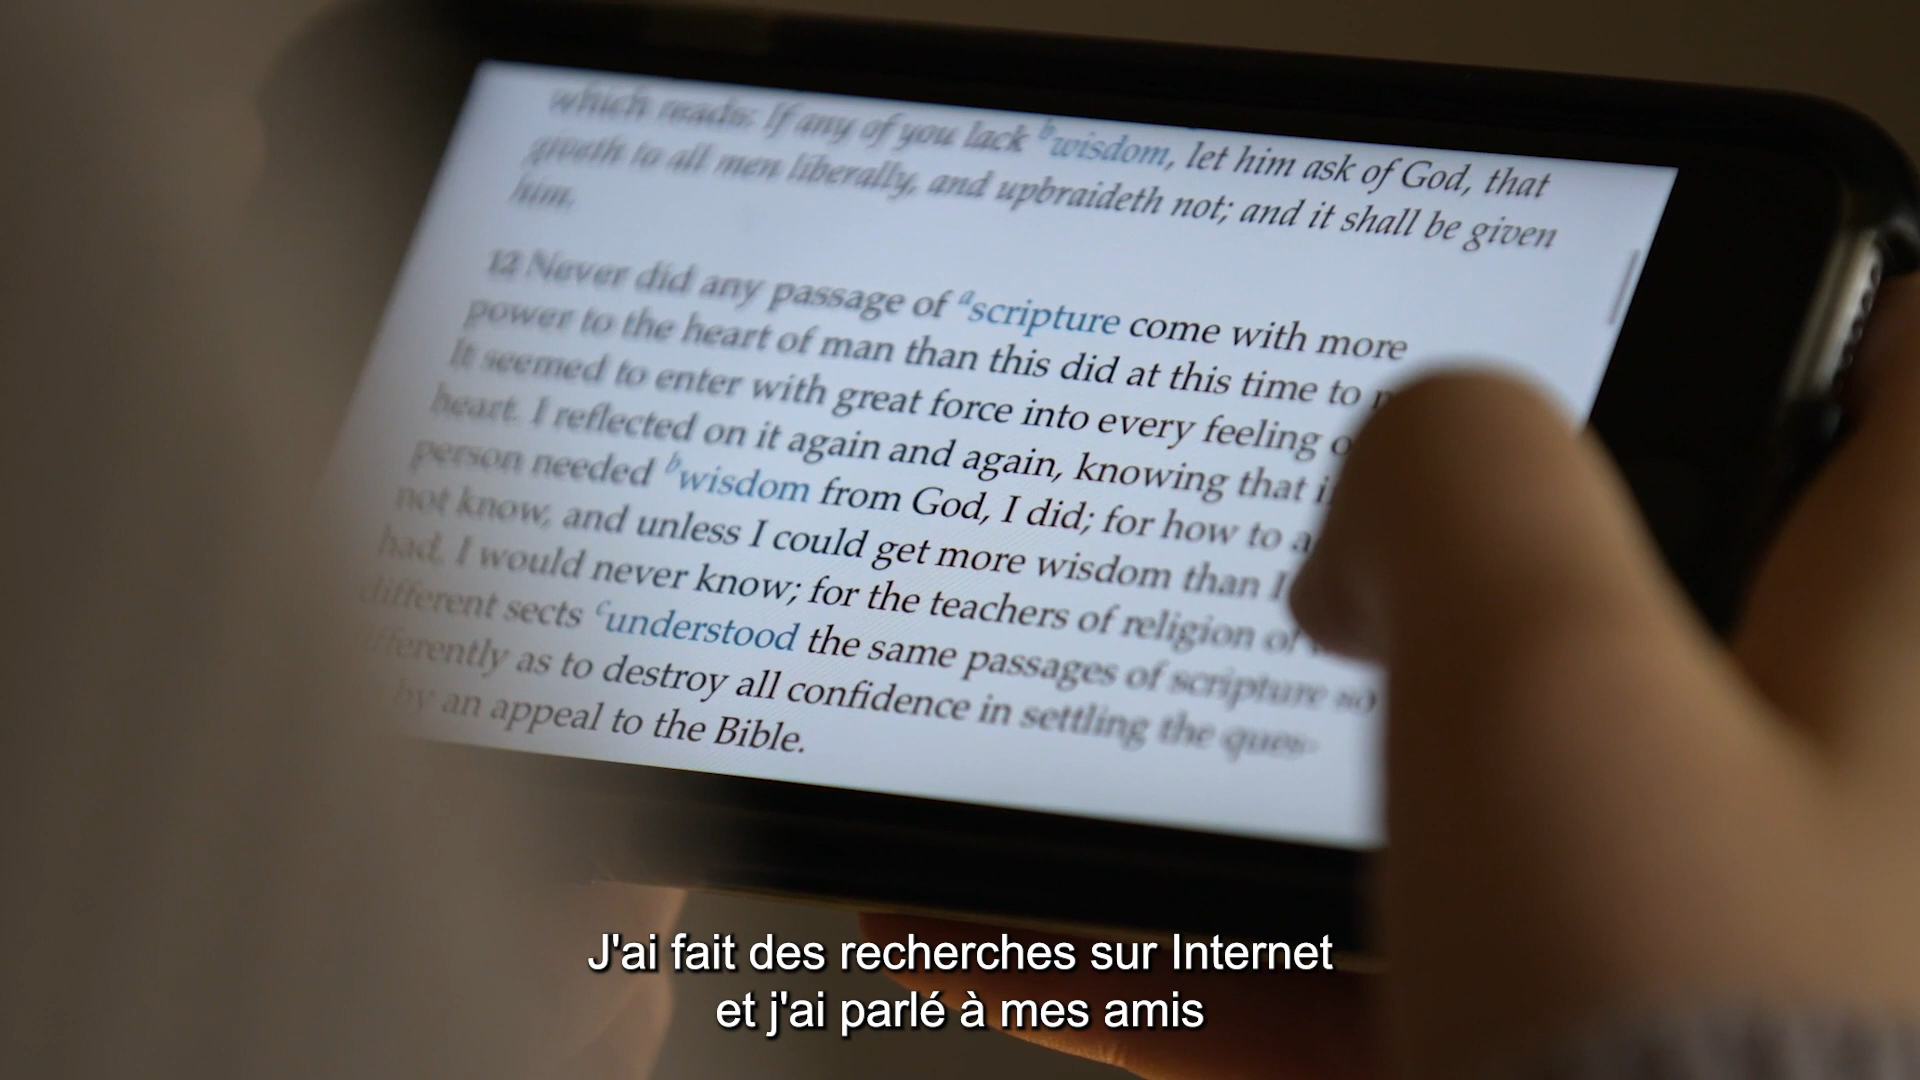 which reads: If any of you lack bwisdom, let him ask of God, that
giveth to all men liberally, and upbraideth not; and it shall be given
him.
12 Never did any passage of ascripture come with more
power to the heart of man than this did at this time to
It seemed to enter with great force into every feeling
heart. I reflected on it again and again, knowing that
person needed bwisdom from God, I did; for how to
not know, and unless I could get more wisdom than I
had, I would never know; for the teachers of religion of
different sects cunderstood the same passages of scripture so
differently as to destroy all confidence in settling the ques-
by an appeal to the Bible.
J'ai fait des recherches sur Internet
et j'ai parlé à mes amis